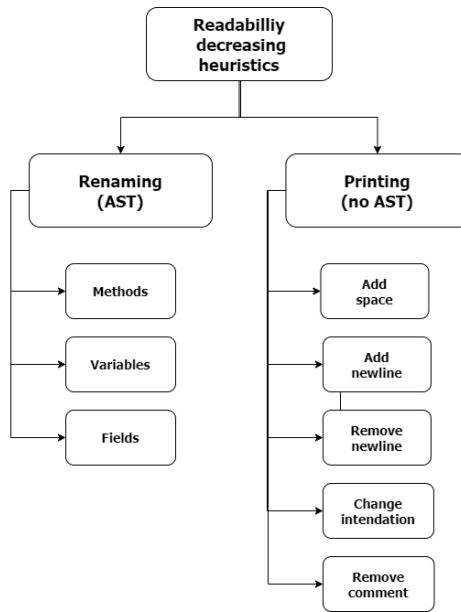 Readabilliy
decreasing
heuristics
Renaming
(AST)
Printing
(no AST)
Methods
Variables
Fields
Add
space
Add
newline
Remove
newline
Change
intendation
Remove
comment